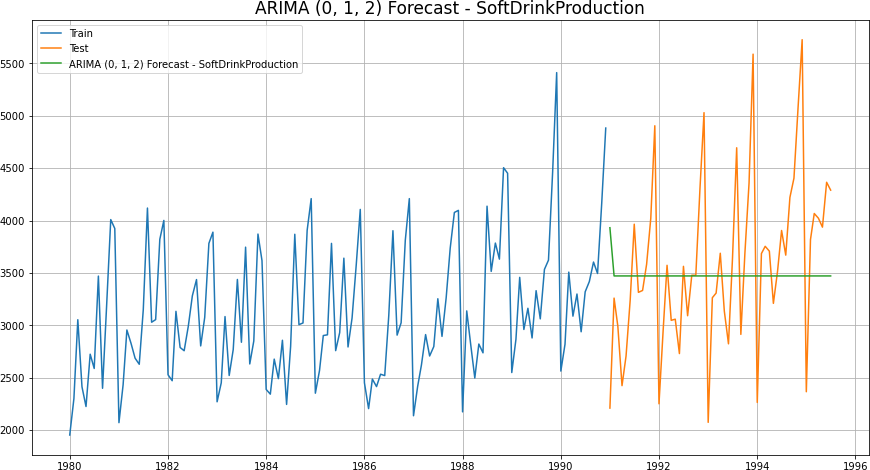 ARIMA (0, 1, 2) Forecast - SoftDrinkProduction
Train
Test
ARIMA (0, 1, 2) Forecast - SoftDrinkProduction
5500
5000
4500
4000
3500
3000
2500
2000
1980 1982 1984 1986 1988 1990 1992 1994 1996